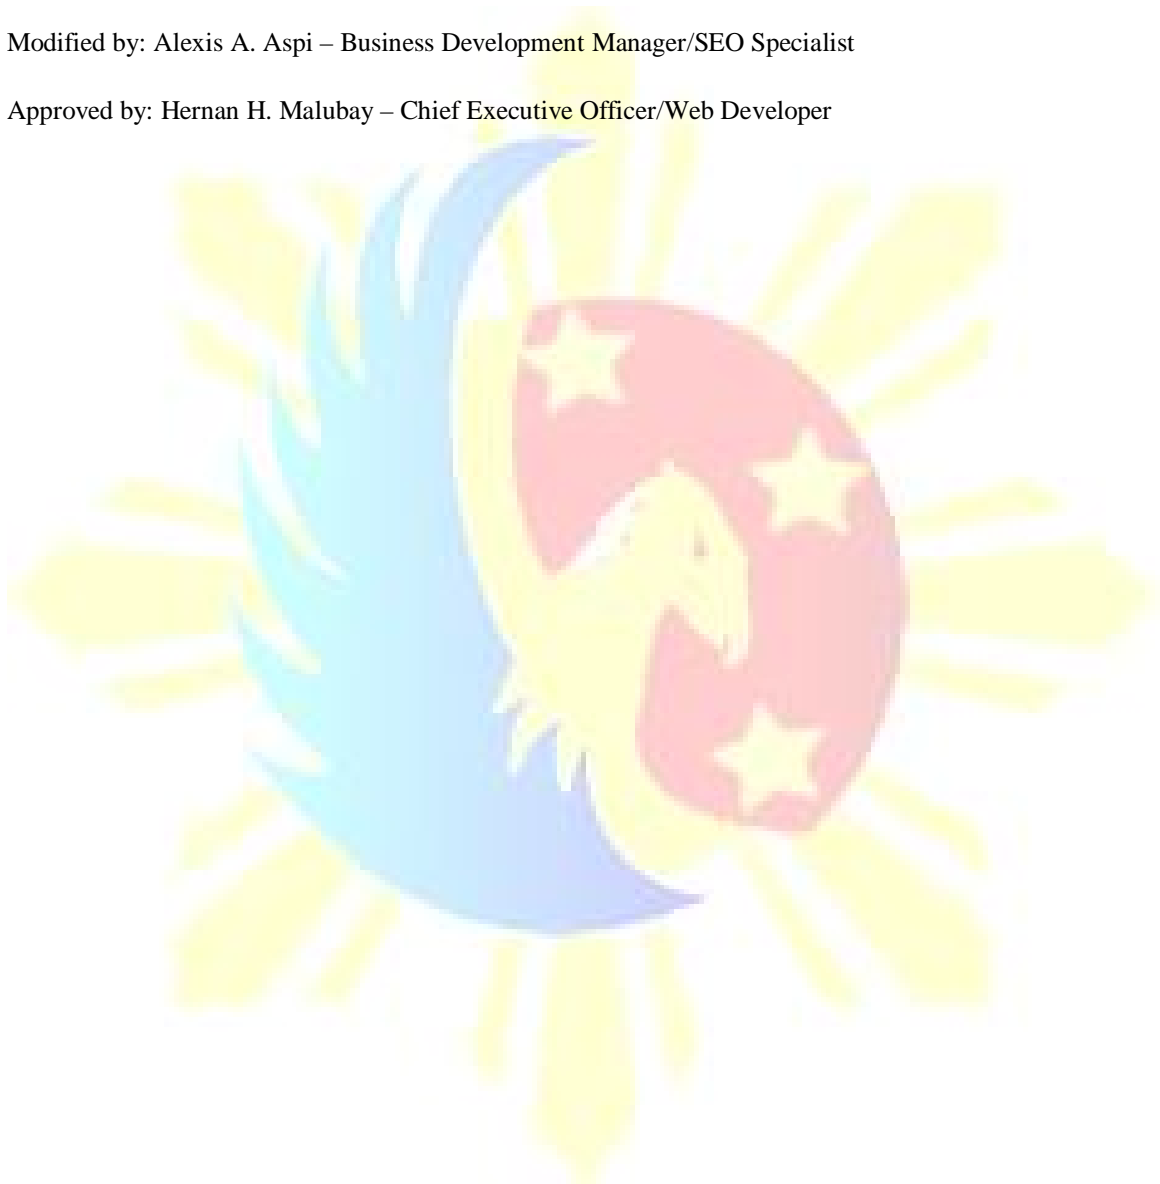 Modified by: Alexis A. Aspi – Business Development Manager/SEO Specialist
Approved by: Hernan H. Malubay – Chief Executive Officer/Web Developer